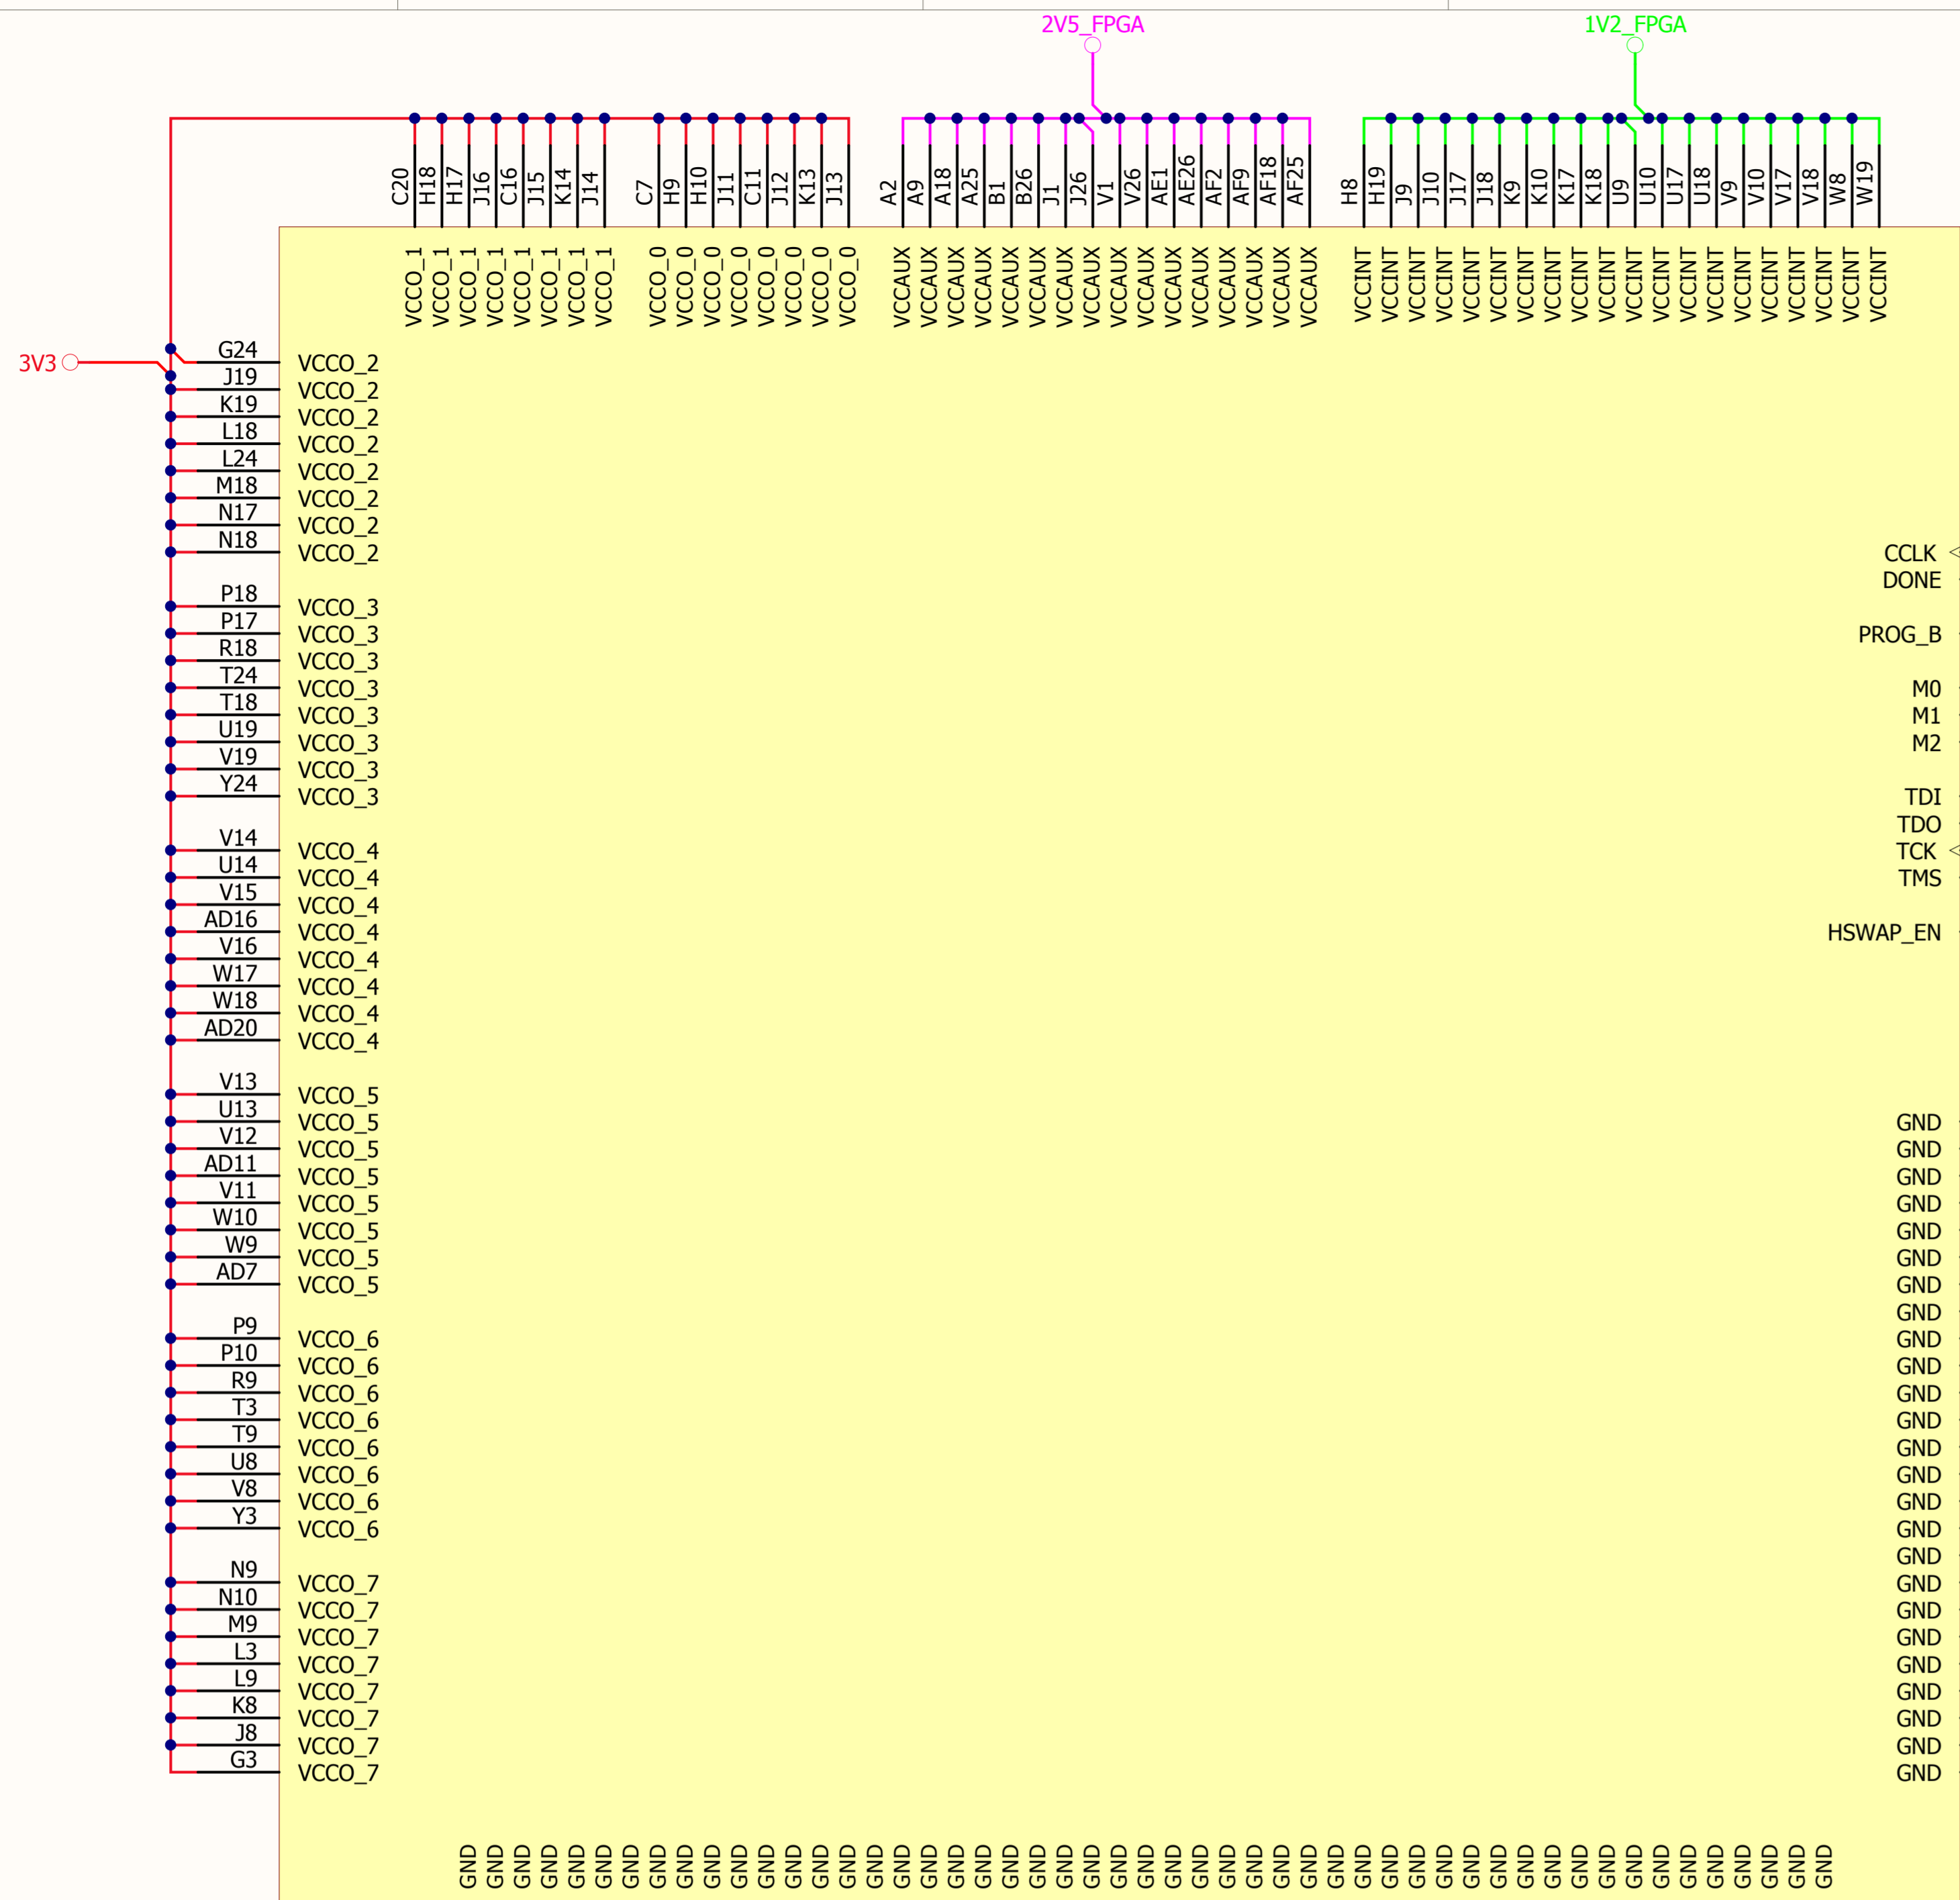 2V5_FPGA 1V2_FPGA
C20 H18 H17 J16 C16 J15 K14 J14 C7 H9 H10 J11 C11 J12 K13 J13 A2 A9 A18 A25 B1 B26 J1 J26 V1 V26 AE1 AE26 AF2 AF9 AF18 AF25 H8 H19 J9 J10 J17 J18 K9 K10 K17 K18 U9 U10 U17 U18 V9 V10 V17 V18 W8 W19
VCCO_1 VCCO_1 VCCO_1 VCCO_1 VCCO_1 VCCO_1 VCCO_1 VCCO_1 VCCO_0 VCCO_0 VCCO_0 VCCO_0 VCCO_0 VCCO_0 VCCO_0 VCCO_0 VCCAUX VCCAUX VCCAUX VCCAUX VCCAUX VCCAUX VCCAUX VCCAUX VCCAUX VCCAUX VCCAUX VCCAUX VCCAUX VCCAUX VCCAUX VCCAUX VCCINT VCCINT VCCINT VCCINT VCCINT VCCINT VCCINT VCCINT VCCINT VCCINT VCCINT VCCINT VCCINT VCCINT VCCINT VCCINT VCCINT VCCINT VCCINT VCCINT
3V3 G24 VCCO_2
J19 VCCO_2
K19 VCCO_2
L18 VCCO_2
L24 VCCO_2
M18 VCCO_2
N17 VCCO_2
N18 VCCO_2 CCLK
DONE
P18 VCCO_3
P17 VCCO_3 PROG_B
R18 VCCO_3
T24 VCCO_3 M0
T18 VCCO_3 M1
U19 VCCO_3 M2
V19 VCCO_3
Y24 VCCO_3 TDI
TDO
V14 VCCO_4 TCK
U14 VCCO_4 TMS
V15 VCCO_4
AD16 VCCO_4 HSWAP_EN
V16 VCCO_4
W17 VCCO_4
W18 VCCO_4
AD20 VCCO_4
V13 VCCO_5
U13 VCCO_5 GND
V12 VCCO_5 GND
AD11 VCCO_5 GND
V11 VCCO_5 GND
W10 VCCO_5 GND
W9 VCCO_5 GND
AD7 VCCO_5 GND
GND
P9 VCCO_6 GND
P10 VCCO_6 GND
R9 VCCO_6 GND
T3 VCCO_6 GND
T9 VCCO_6 GND
U8 VCCO_6 GND
V8 VCCO_6 GND
Y3 VCCO_6 GND
GND
N9 VCCO_7 GND
N10 VCCO_7 GND
M9 VCCO_7 GND
L3 VCCO_7 GND
L9 VCCO_7 GND
K8 VCCO_7 GND
J8 VCCO_7 GND
G3 VCCO_7 GND
GND GND GND GND GND GND GND GND GND GND GND GND GND GND GND GND GND GND GND GND GND GND GND GND GND GND GND GND GND GND GND GND GND GND GND GND GND GND GND GND GND GND GND GND GND GND GND GND GND GND GND